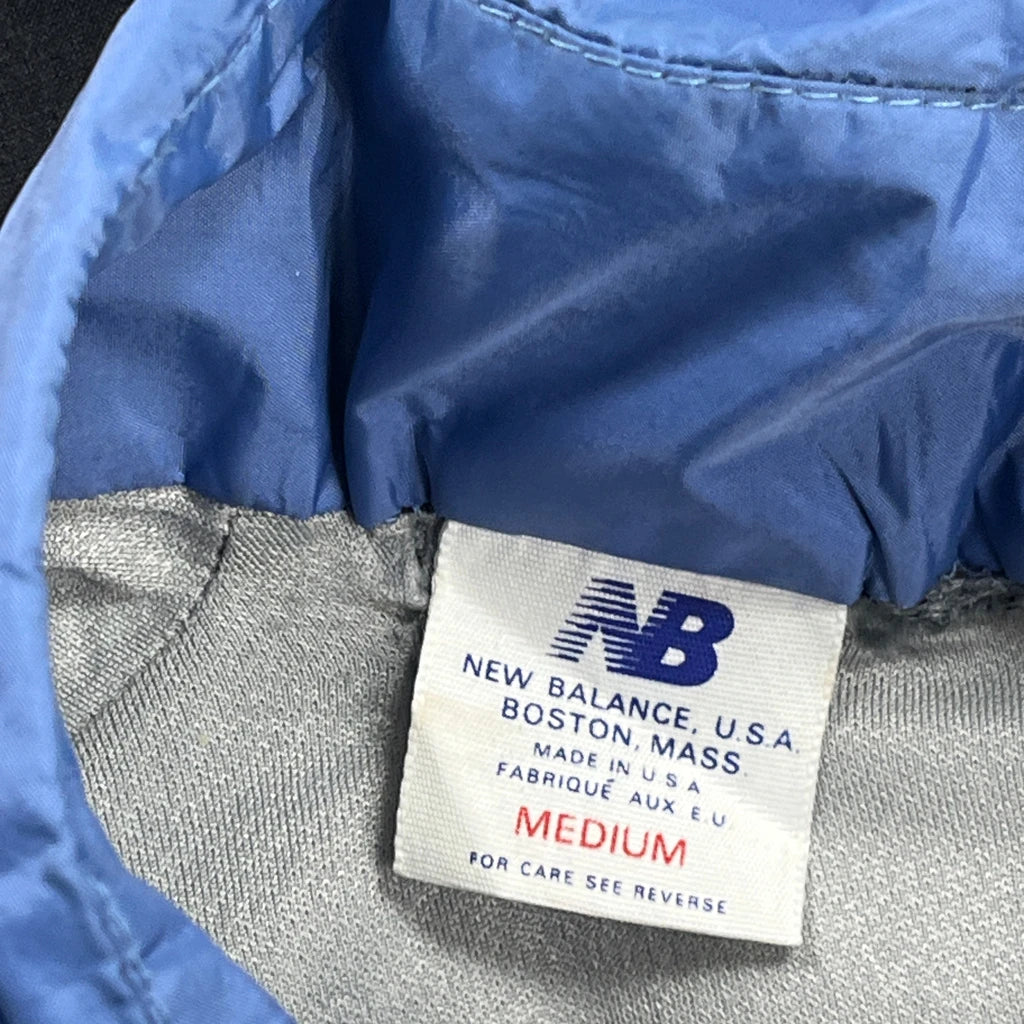 NB
NEW BALANCE, U.S.A.
BOSTON, MASS.
MADE IN U S A
FABRIQUÉ AUX E.U.
MEDIUM
FOR CARE SEE REVERSE